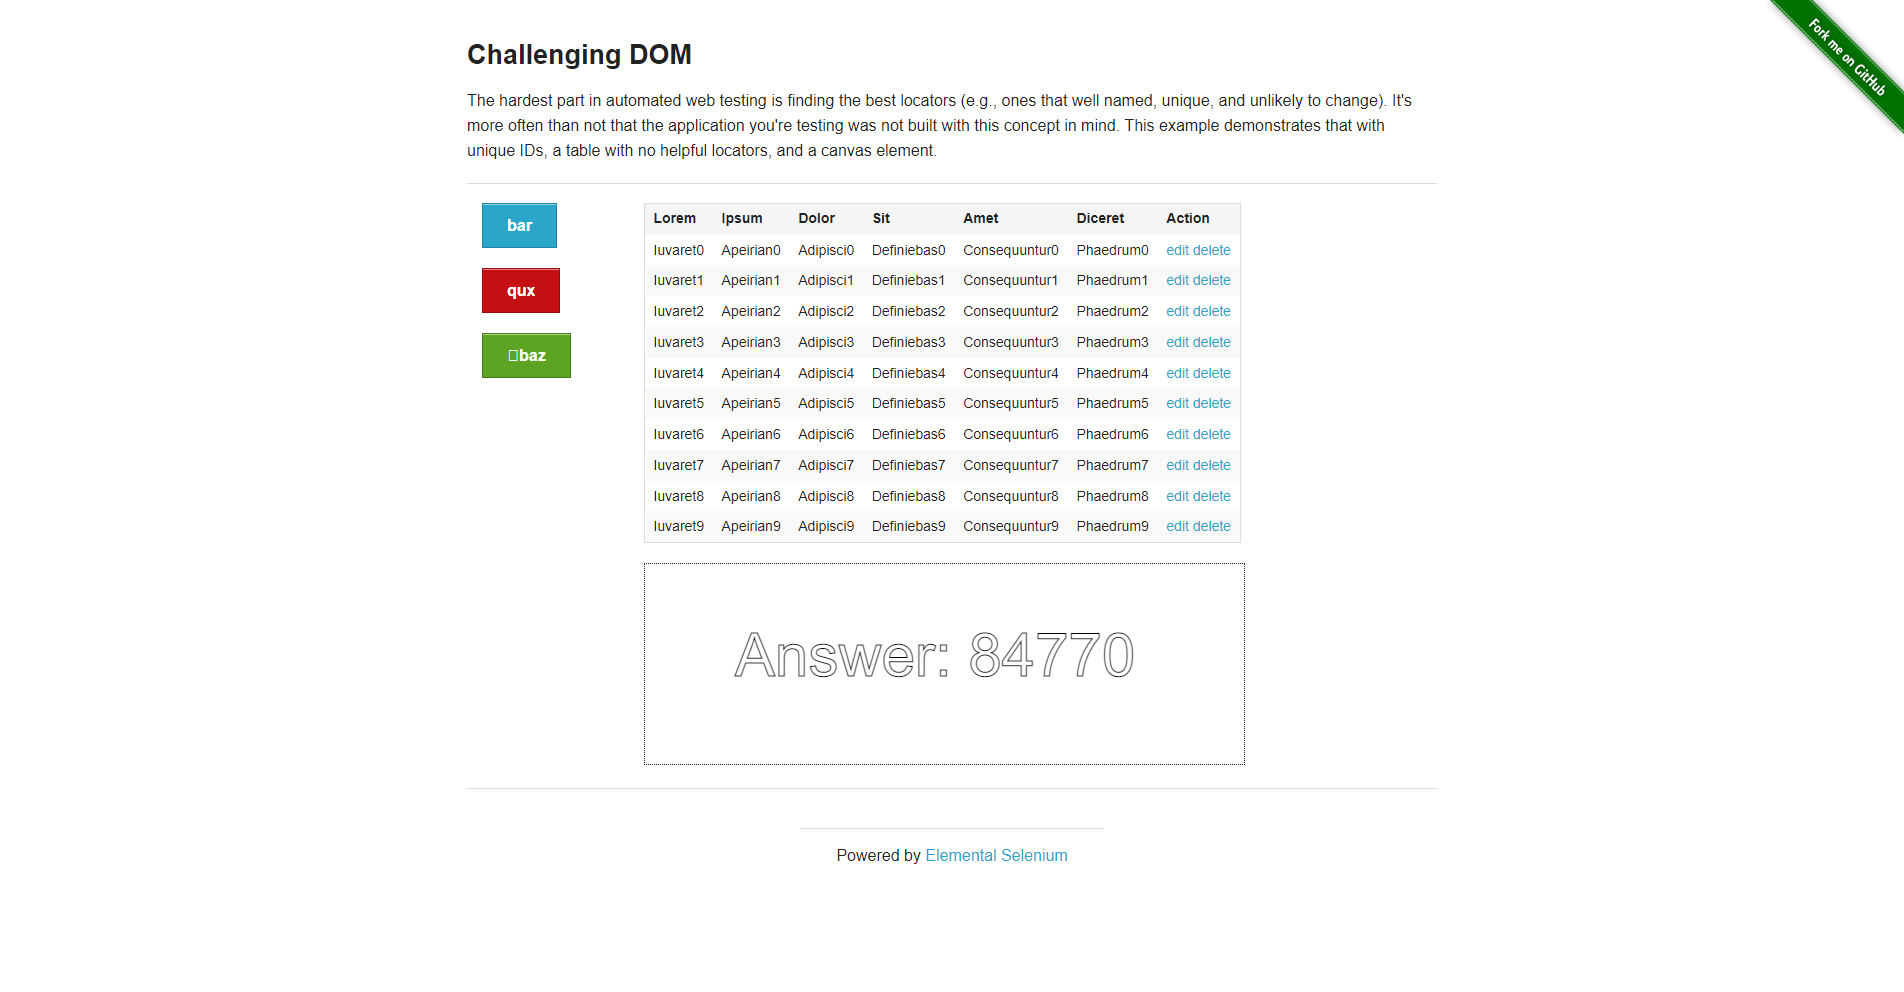 Fork me on GitHub
Challenging DOM
The hardest part in automated web testing is finding the best locators (e.g., ones that well named, unique, and unlikely to change). It's
more often than not that the application you're testing was not built with this concept in mind. This example demonstrates that with
unique IDs, a table with no helpful locators, and a canvas element.
bar
qux
baz
Lorem Ipsum Dolor Sit Amet Diceret Action
Iuvaret0 Apeirian0 Adipisci0 Definiebas0 Consequuntur0 Phaedrum0 edit delete
Iuvaret1 Apeirian1 Adipisci1 Definiebas1 Consequuntur1 Phaedrum1 edit delete
Iuvaret2 Apeirian2 Adipisci2 Definiebas2 Consequuntur2 Phaedrum2 edit delete
Iuvaret3 Apeirian3 Adipisci3 Definiebas3 Consequuntur3 Phaedrum3 edit delete
Iuvaret4 Apeirian4 Adipisci4 Definiebas4 Consequuntur4 Phaedrum4 edit delete
Iuvaret5 Apeirian5 Adipisci5 Definiebas5 Consequuntur5 Phaedrum5 edit delete
Iuvaret6 Apeirian6 Adipisci6 Definiebas6 Consequuntur6 Phaedrum6 edit delete
Iuvaret7 Apeirian7 Adipisci7 Definiebas7 Consequuntur7 Phaedrum7 edit delete
Iuvaret8 Apeirian8 Adipisci8 Definiebas8 Consequuntur8 Phaedrum8 edit delete
Iuvaret9 Apeirian9 Adipisci9 Definiebas9 Consequuntur9 Phaedrum9 edit delete
Answer: 84770
Powered by Elemental Selenium